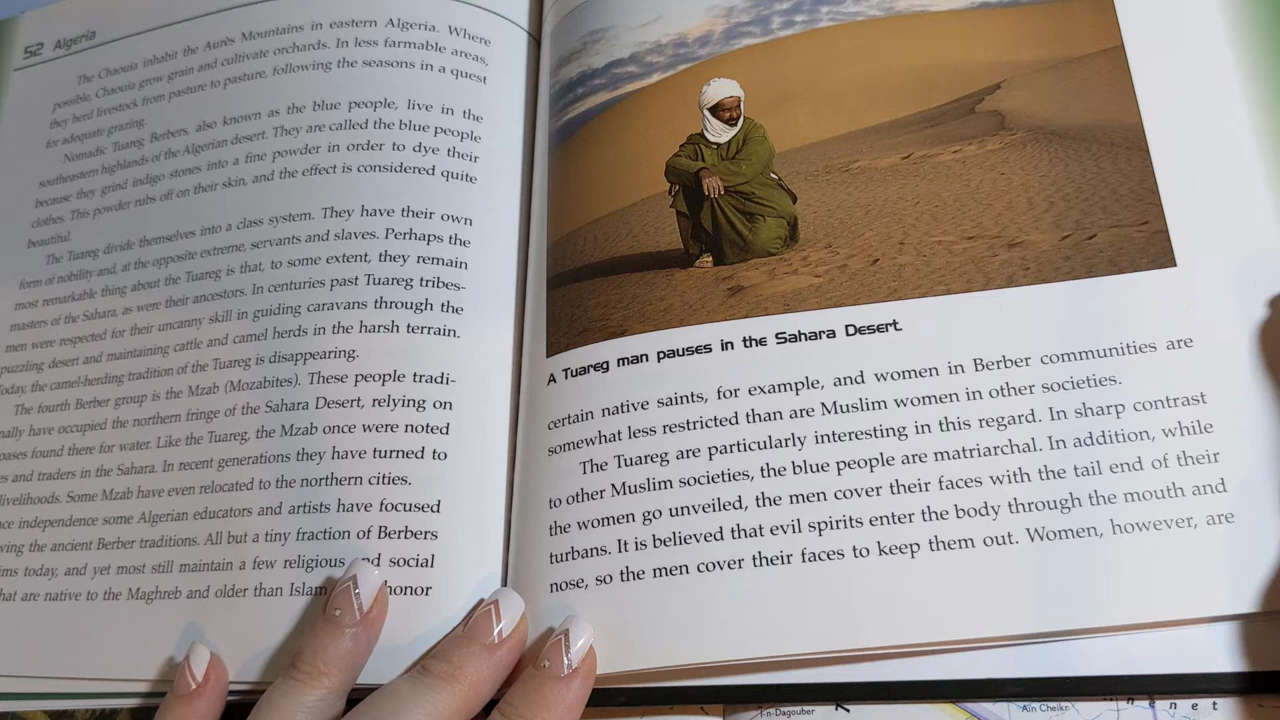 52 Algeria
The Chaouia inhabit the Aurès Mountains in eastern Algeria. Where
possible, Chaouia grow grain and cultivate orchards. In less farmable areas,
they herd livestock from pasture to pasture, following the seasons in a quest
for adequate grazing.
Nomadic Tuareg Berbers, also known as the blue people, live in the
southeastern highlands of the Algerian desert. They are called the blue people
because they grind indigo stones into a fine powder in order to dye their
clothes. This powder rubs off on their skin, and the effect is considered quite
beautiful.
The Tuareg divide themselves into a class system. They have their own
form of nobility and, at the opposite extreme, servants and slaves. Perhaps the
most remarkable thing about the Tuareg is that, to some extent, they remain
masters of the Sahara, as were their ancestors. In centuries past Tuareg tribes-
men were respected for their uncanny skill in guiding caravans through the
puzzling desert and maintaining cattle and camel herds in the harsh terrain.
Today, the camel-herding tradition of the Tuareg is disappearing.
The fourth Berber group is the Mzab (Mozabites). These people tradi-
nally have occupied the northern fringe of the Sahara Desert, relying on
oases found there for water. Like the Tuareg, the Mzab once were noted
es and traders in the Sahara. In recent generations they have turned to
livelihoods. Some Mzab have even relocated to the northern cities.
ce independence some Algerian educators and artists have focused
ving the ancient Berber traditions. All but a tiny fraction of Berbers
ims today, and yet most still maintain a few religious and social
hat are native to the Maghreb and older than Islam honor
A Tuareg man pauses in the Sahara Desert.
certain native saints, for example, and women in Berber communities are
somewhat less restricted than are Muslim women in other societies.
The Tuareg are particularly interesting in this regard. In sharp contrast
to other Muslim societies, the blue people are matriarchal. In addition, while
the women go unveiled, the men cover their faces with the tail end of their
turbans. It is believed that evil spirits enter the body through the mouth and
nose, so the men cover their faces to keep them out. Women, however, are
I-n-Dagouber
Aïn Cheikr
e n e t